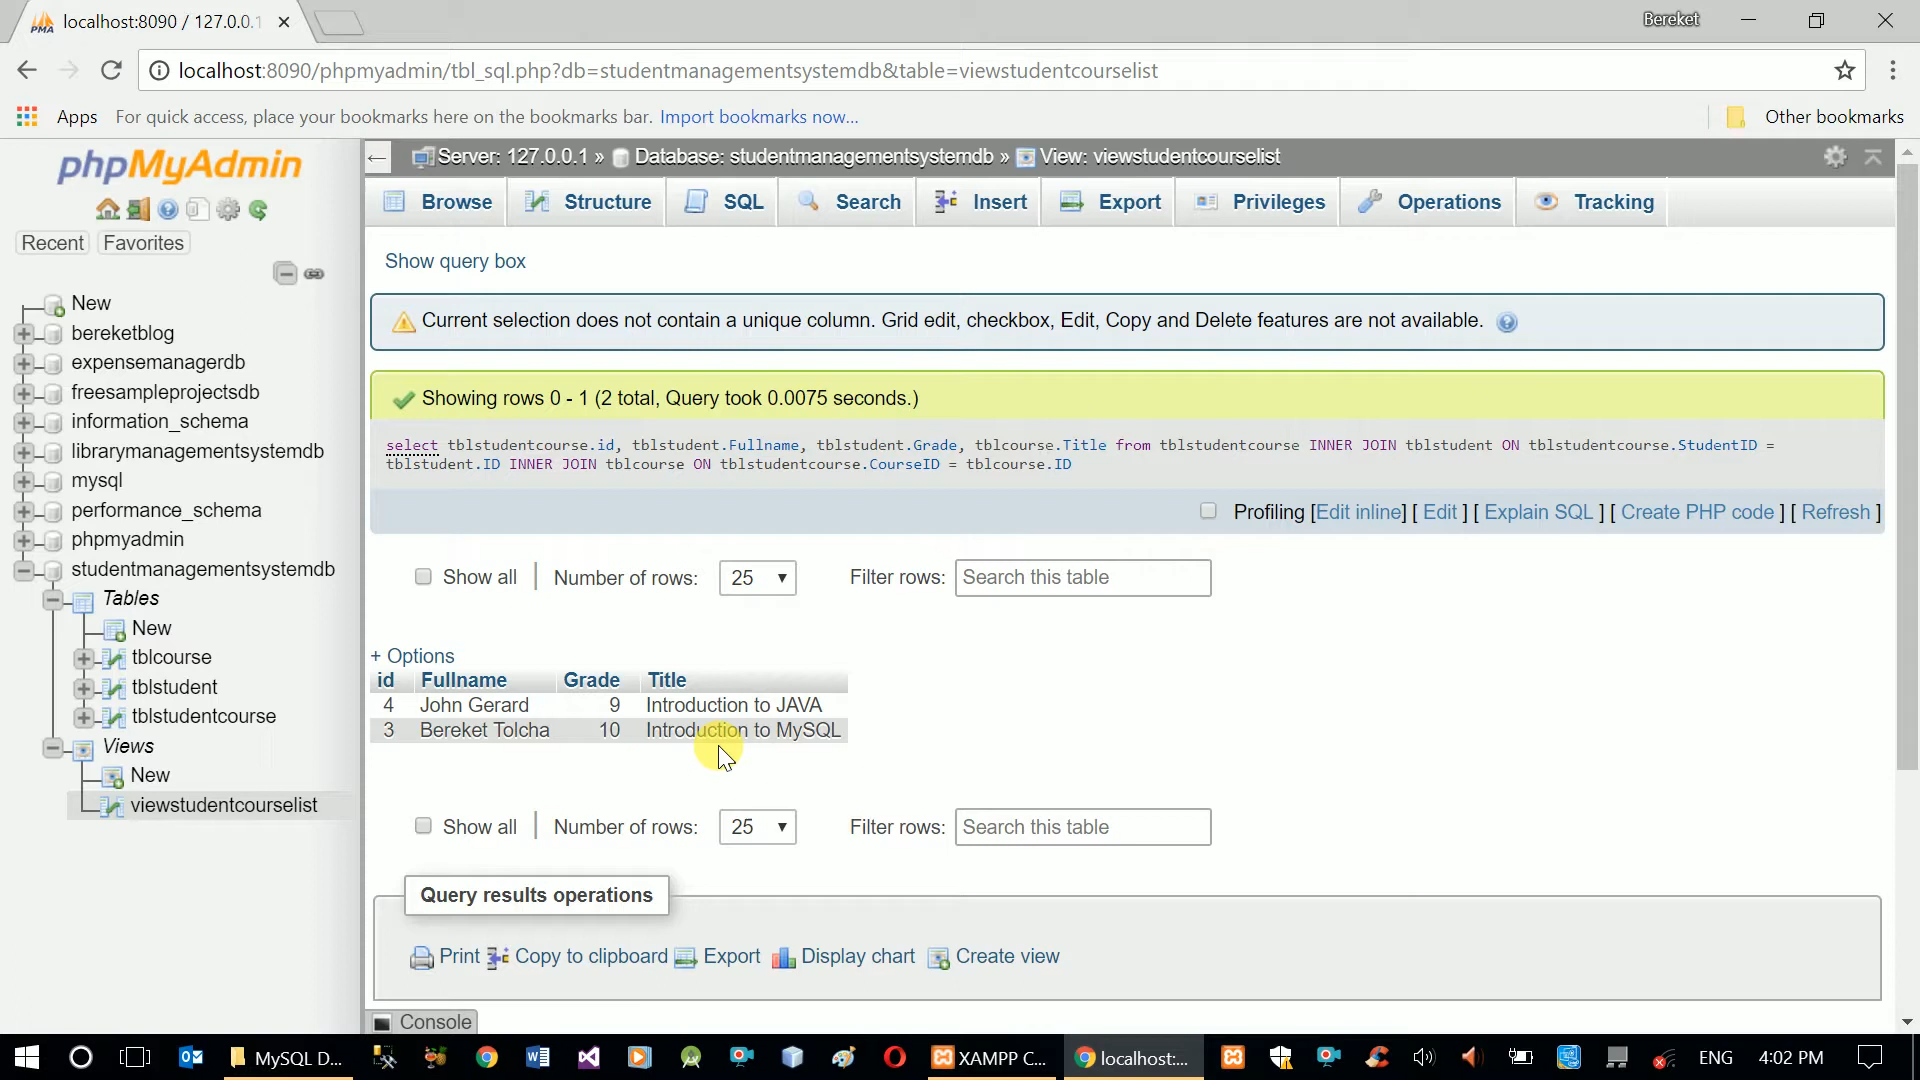 localhost:8090 / 127.0.0.1
Bereket
localhost:8090/phpmyadmin/tbl_sql.php?db=studentmanagementsystemdb&table=viewstudentcourselist
Apps For quick access, place your bookmarks here on the bookmarks bar. Import bookmarks now... Other bookmarks
phpMyAdmin
Recent Favorites
New
bereketblog
expensemanagerdb
freesampleprojectsdb
information_schema
librarymanagementsystemdb
mysql
performance_schema
phpmyadmin
studentmanagementsystemdb
Tables
New
tblcourse
tblstudent
tblstudentcourse
Views
New
viewstudentcourselist
Server: 127.0.0.1 » Database: studentmanagementsystemdb » View: viewstudentcourselist
Browse Structure SQL Search Insert Export Privileges Operations Tracking
Show query box
Current selection does not contain a unique column. Grid edit, checkbox, Edit, Copy and Delete features are not available.
Showing rows 0 - 1 (2 total, Query took 0.0075 seconds.)
select tblstudentcourse.id, tblstudent.Fullname, tblstudent.Grade, tblcourse.Title from tblstudentcourse INNER JOIN tblstudent ON tblstudentcourse.StudentID =
tblstudent.ID INNER JOIN tblcourse ON tblstudentcourse.CourseID = tblcourse.ID
Profiling [Edit inline] [ Edit ] [ Explain SQL ] [ Create PHP code ] [ Refresh ]
Show all Number of rows: 25 Filter rows: Search this table
+ Options
id Fullname Grade Title
4 John Gerard 9 Introduction to JAVA
3 Bereket Tolcha 10 Introduction to MySQL
Show all Number of rows: 25 Filter rows: Search this table
Query results operations
Print Copy to clipboard Export Display chart Create view
Console
MySQL D... XAMPP C... localhost:... ENG 4:02 PM